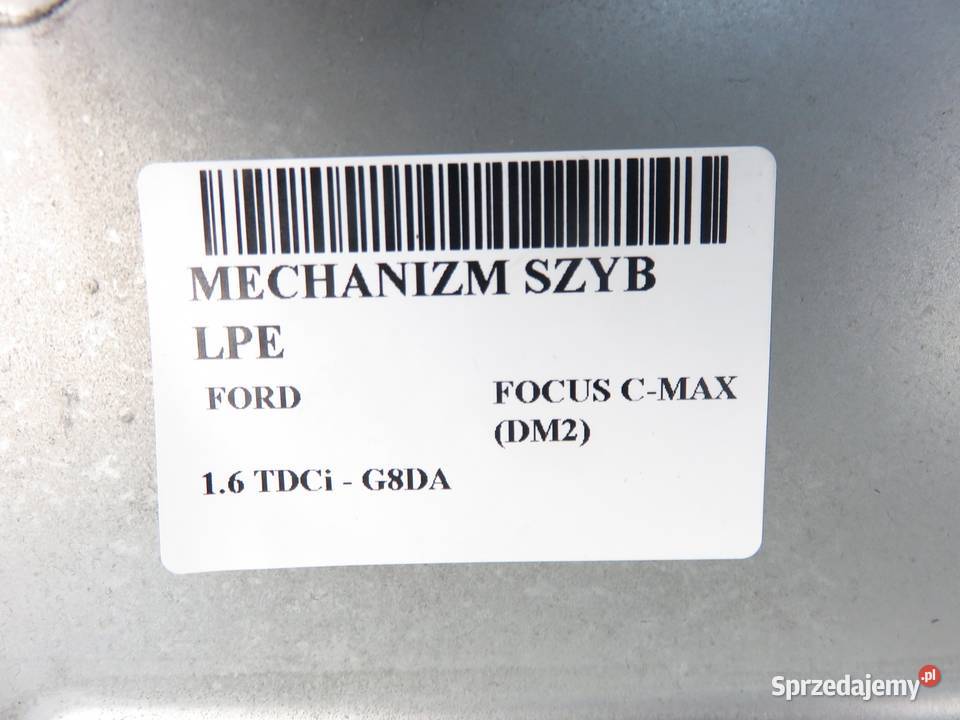 MECHANIZM SZYB
LPE
FORD
FOCUS C-MAX
(DM2)
1.6 TDCi - G8DA
Sprzedajemy.pl